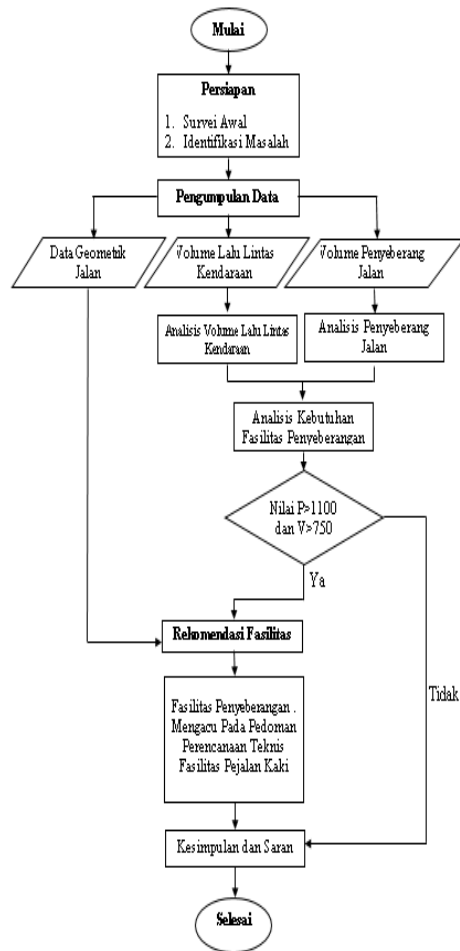 Mulai
Persiapan
1. Survei Awal
2. Identifikasi Masalah
Pengumpulan Data
Data Geometrik
Jalan
Volume Lalu Lintas
Kendaraan
Volume Penyeberang
Jalan
Analisis Volume Lalu Lintas
Kendaraan
Analisis Penyeberang
Jalan
Analisis Kebutuhan
Fasilitas Penyeberangan
Nilai P>1100
dan V>750
Ya
Tidak
Rekomendasi Fasilitas
Fasilitas Penyeberangan .
Mengacu Pada Pedoman
Perencanaan Teknis
Fasilitas Pejalan Kaki
Kesimpulan dan Saran
Selesai